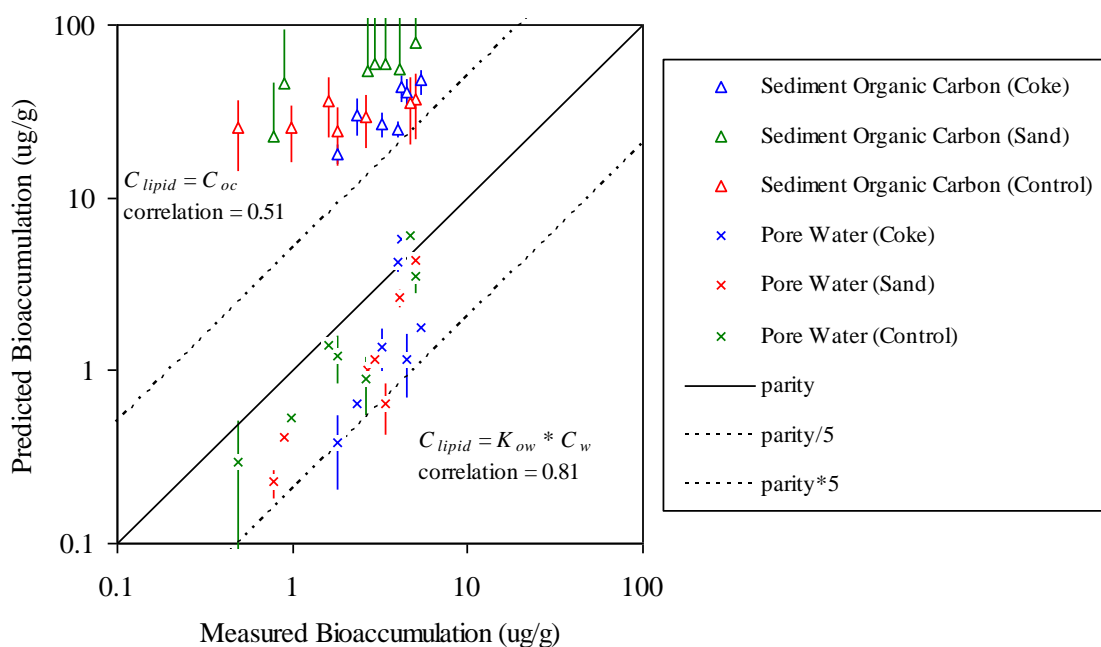 Predicted Bioaccumulation (ug/g)
100
10
1
0.1
C lipid = C oc
correlation = 0.51
C lipid = K ow * C w
correlation = 0.81
0.1 1 10 100
Measured Bioaccumulation (ug/g)
Sediment Organic Carbon (Coke)
Sediment Organic Carbon (Sand)
Sediment Organic Carbon (Control)
Pore Water (Coke)
Pore Water (Sand)
Pore Water (Control)
parity
parity/5
parity*5